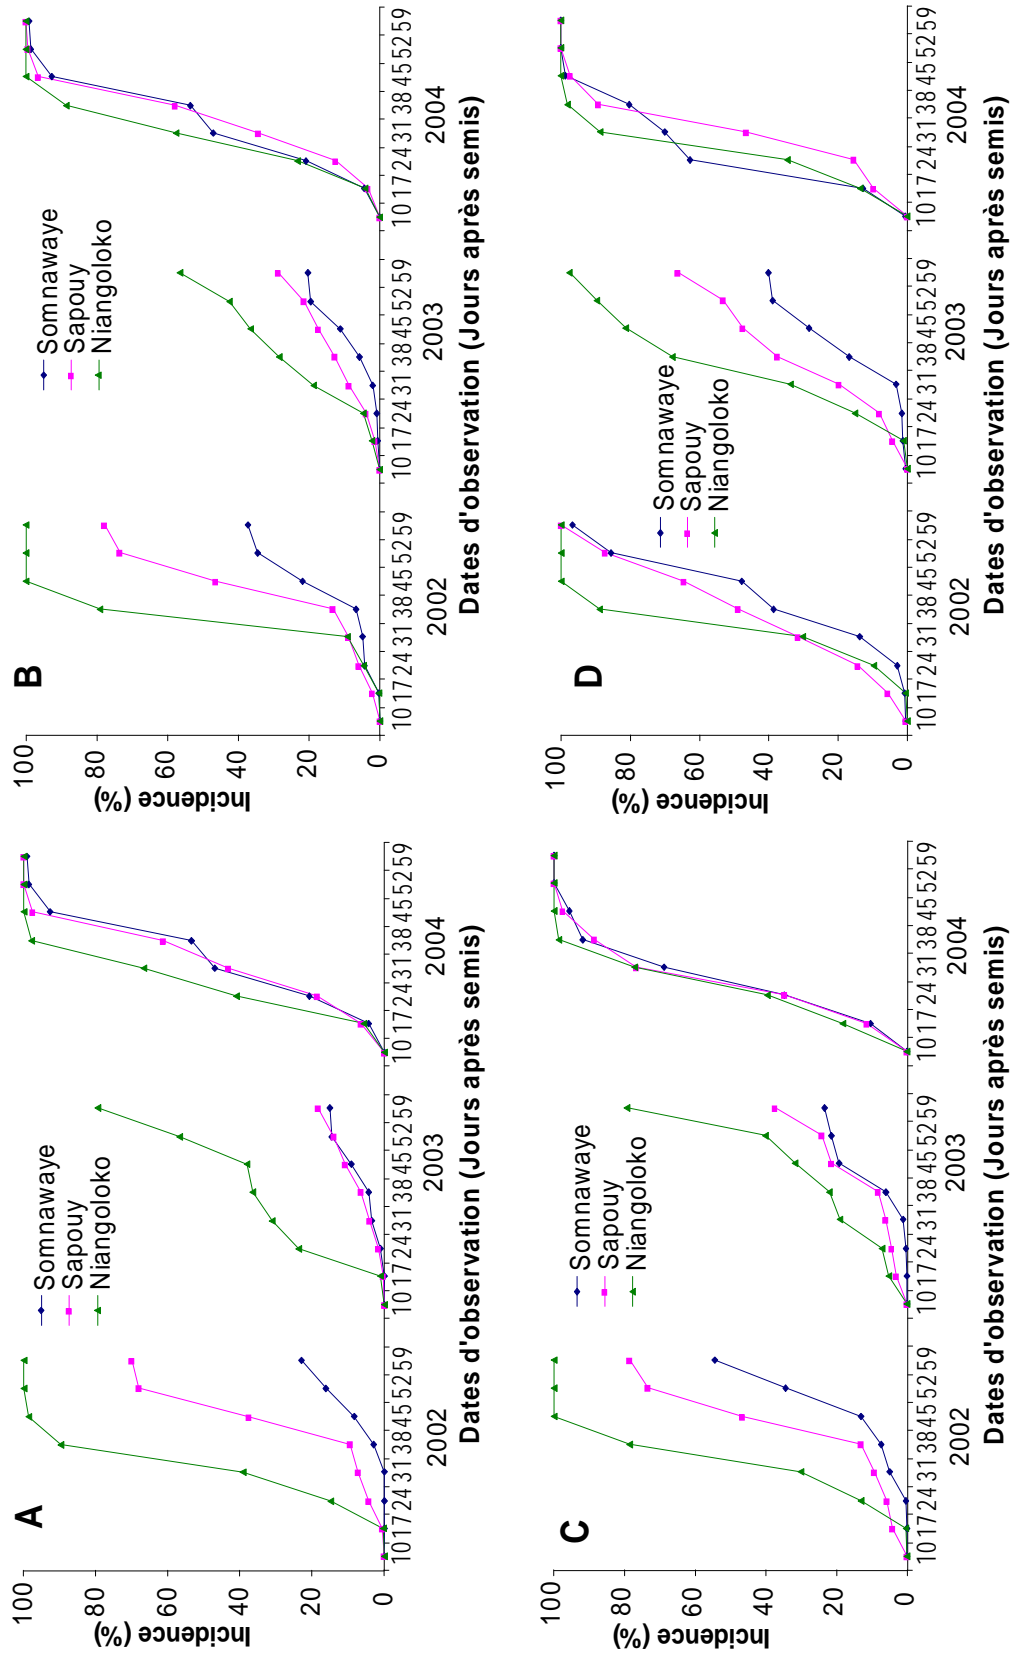 A
Somnawaye
Sapouy
Niangoloko
Incidence (%)
100
80
60
40
20
0
10 17 24 31 38 45 52 59 10 17 24 31 38 45 52 59 10 17 24 31 38 45 52 59
2002 2003 2004
Dates d'observation (Jours après semis)
B
Somnawaye
Sapouy
Niangoloko
Incidence (%)
100
80
60
40
20
0
10 17 24 31 38 45 52 59 10 17 24 31 38 45 52 59 10 17 24 31 38 45 52 59
2002 2003 2004
Dates d'observation (Jours après semis)
C
Somnawaye
Sapouy
Niangoloko
Incidence (%)
100
80
60
40
20
0
10 17 24 31 38 45 52 59 10 17 24 31 38 45 52 59 10 17 24 31 38 45 52 59
2002 2003 2004
Dates d'observation (Jours après semis)
D
Somnawaye
Sapouy
Niangoloko
Incidence (%)
100
80
60
40
20
0
10 17 24 31 38 45 52 59 10 17 24 31 38 45 52 59 10 17 24 31 38 45 52 59
2002 2003 2004
Dates d'observation (Jours après semis)